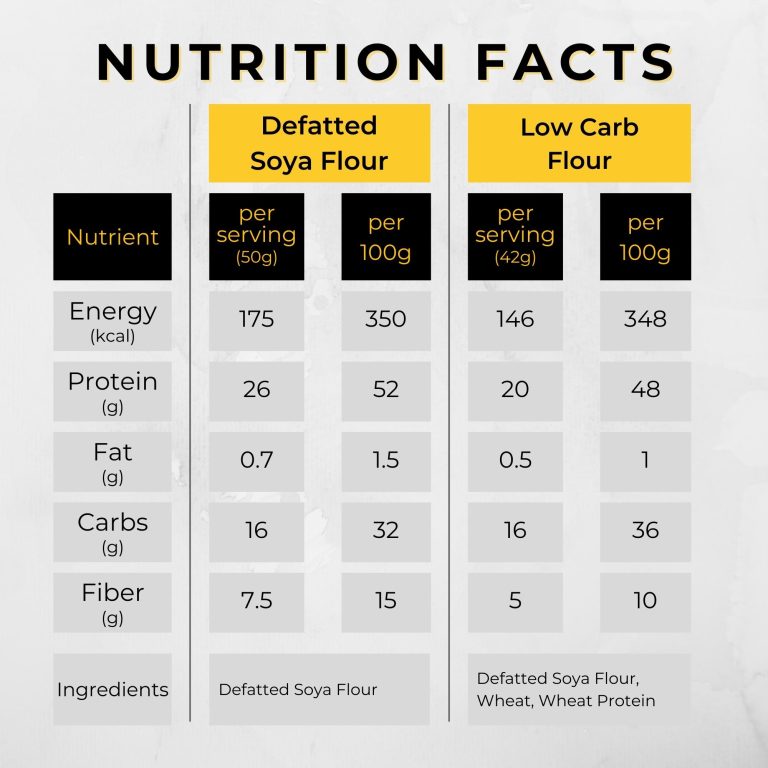 NUTRITION FACTS
Defatted
Soya Flour
Low Carb
Flour
Nutrient
per
serving
(50g)
per
100g
per
serving
(42g)
per
100g
Energy
(kcal)
175
350
146
348
Protein
(g)
26
52
20
48
Fat
(g)
0.7
1.5
0.5
1
Carbs
(g)
16
32
16
36
Fiber
(g)
7.5
15
5
10
Ingredients
Defatted Soya Flour
Defatted Soya Flour,
Wheat, Wheat Protein